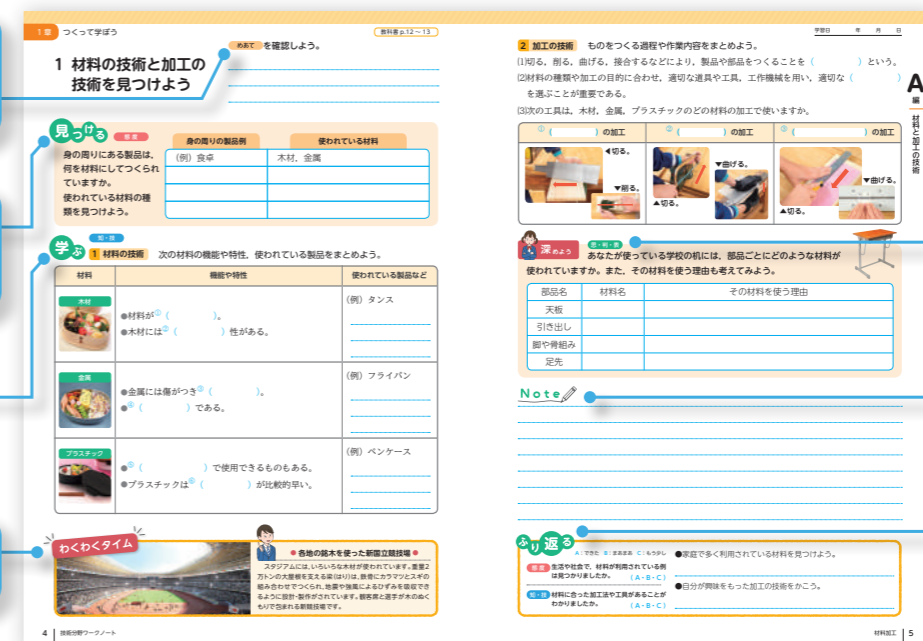 1章 つくって学ぼう
教科書 p.12～13
1 材料の技術と加工の
技術を見つけよう
めあて を確認しよう。
見つける 態度
身の周りにある製品は、
何を材料にしてつくられ
ていますか。
使われている材料の種
類を見つけよう。
身の周りの製品例 使われている材料
(例) 食卓 木材、金属
学ぶ 知・技
1 材料の技術 次の材料の機能や特性、使われている製品をまとめよう。
材料 機能や特性 使われている製品など
木材
●材料が①( )。
●木材には②( )性がある。
(例) タンス
金属
●金属には傷がつき③( )。
●④( )である。
(例) フライパン
プラスチック
●⑤( )で使用できるものもある。
●プラスチックは⑥( )が比較的早い。
(例) ペンケース
わくわくタイム
●各地の銘木を使った新国立競技場●
スタジアムには、いろいろな木材が使われています。重量2
万トンの大屋根を支える梁(はり)は、鉄骨にカラマツとスギの
組み合わせでつくられ、地震や強風によるひずみを吸収でき
るように設計・製作がされています。観客席と選手が木のぬく
もりで包まれる新競技場です。
4 技術分野ワークノート
学習日 年 月 日
2 加工の技術 ものをつくる過程や作業内容をまとめよう。
(1)切る、削る、曲げる、接合するなどにより、製品や部品をつくることを( )という。
(2)材料の種類や加工の目的に合わせ、適切な道具や工具、工作機械を用い、適切な( )
を選ぶことが重要である。
(3)次の工具は、木材、金属、プラスチックのどの材料の加工で使いますか。
①( )の加工 ②( )の加工 ③( )の加工
◀切る。
▼削る。
▲切る。
▼曲げる。
▲切る。
▼曲げる。
A編 材料と加工の技術
深めよう 思・判・表
あなたが使っている学校の机には、部品ごとにどのような材料が
使われていますか。また、その材料を使う理由も考えてみよう。
部品名 材料名 その材料を使う理由
天板
引き出し
脚や骨組み
足先
Note
ふり返る
A：できた B：まあまあ C：もう少し
態度 生活や社会で、材料が利用されている例
は見つかりましたか。 (A・B・C)
知・技 材料に合った加工法や工具があることが
わかりましたか。 (A・B・C)
●家庭で多く利用されている材料を見つけよう。
●自分が興味をもった加工の技術をかこう。
材料加工 5